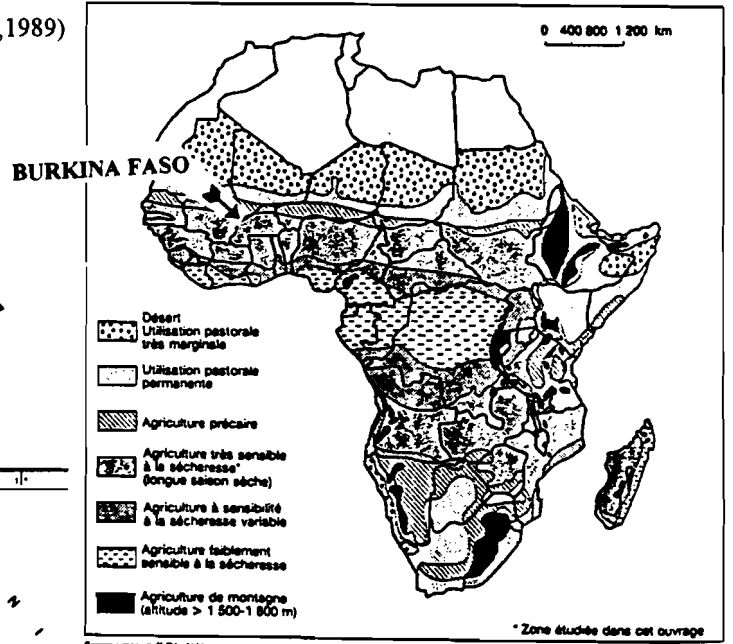 ,1989)
0 400 800 1 200 km
BURKINA FASO
Désert
Utilisation pastorale
très marginale
Utilisation pastorale
permanente
Agriculture précaire
Agriculture très sensible
à la sécheresse*
(longue saison sèche)
Agriculture à sensibilité
à la sécheresse variable
Agriculture faiblement
sensible à la sécheresse
Agriculture de montagne
(altitude > 1 500-1 800 m)
* Zone étudiée dans cet ouvrage